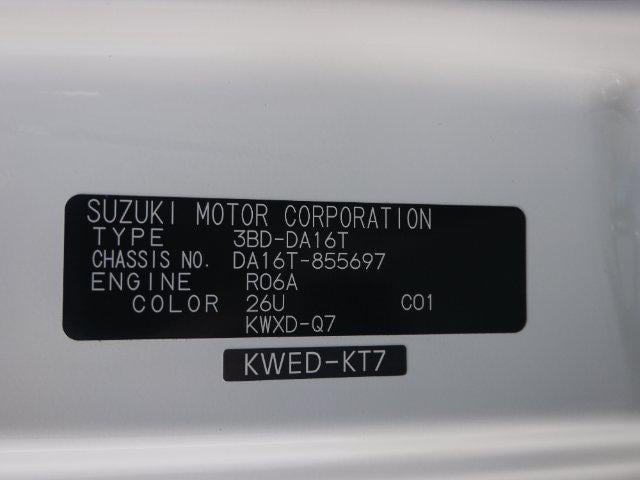 SUZUKI MOTOR CORPORATION
TYPE 3BD-DA16T
CHASSIS NO. DA16T-855697
ENGINE R06A
COLOR 26U C01
KWXD-Q7
KWED-KT7